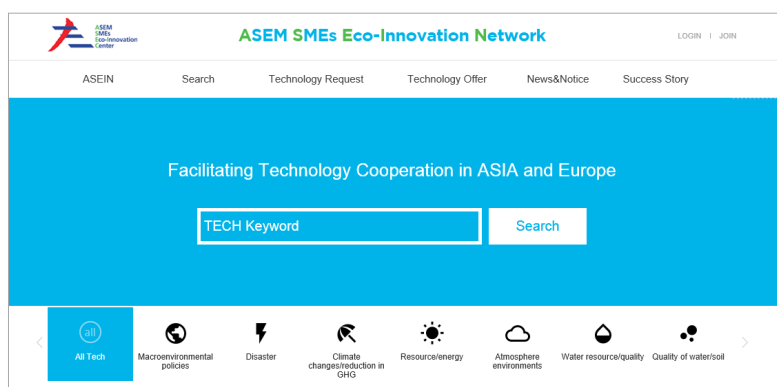 ASEM
SMEs
Eco-Innovation
Center
ASEM SMEs Eco-Innovation Network
LOGIN | JOIN
ASEIN Search Technology Request Technology Offer News&Notice Success Story
Facilitating Technology Cooperation in ASIA and Europe
TECH Keyword Search
all
All Tech
Macroenvironmental
policies
Disaster
Climate
changes/reduction in
GHG
Resource/energy
Atmosphere
environments
Water resource/quality
Quality of water/soil